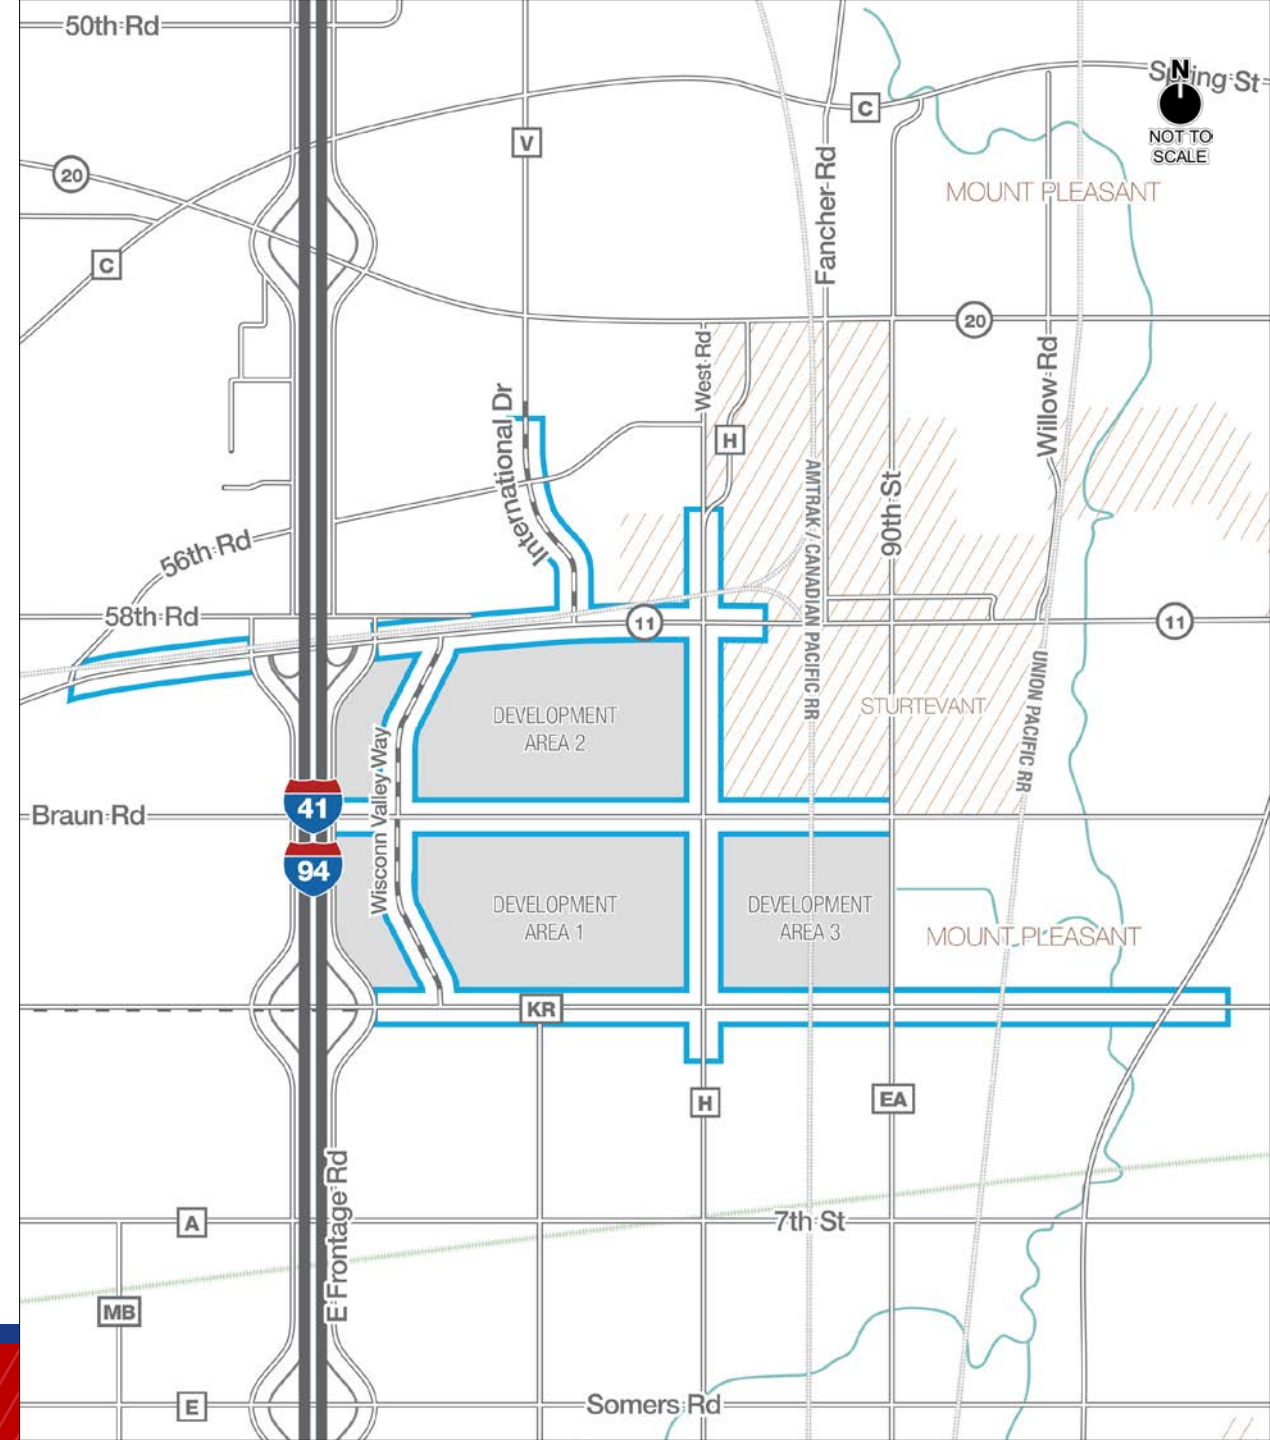 50th Rd
Spring St
N
NOT TO
SCALE
C
V
20
Fancher Rd
MOUNT PLEASANT
C
20
West Rd
Willow Rd
International Dr
H
AMTRAK / CANADIAN PACIFIC RR
90th St
56th Rd
58th Rd
11
11
UNION PACIFIC RR
STURTEVANT
DEVELOPMENT
AREA 2
Wisconn Valley Way
41
Braun Rd
94
DEVELOPMENT
AREA 1
DEVELOPMENT
AREA 3
MOUNT PLEASANT
KR
H
EA
E Frontage Rd
A
7th St
MB
E
Somers Rd